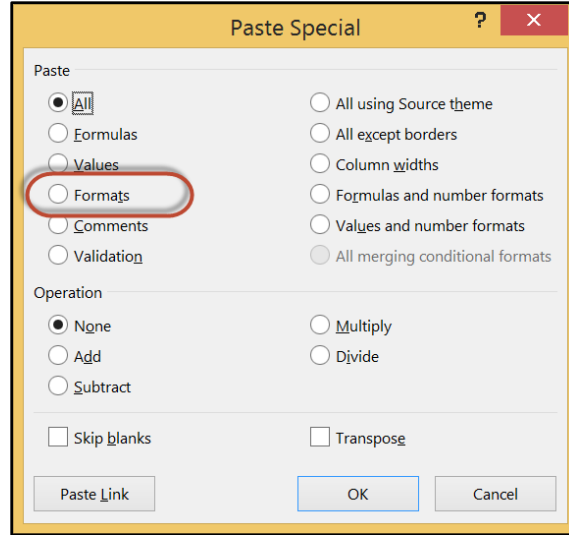 Paste Special
?
Paste
All
All using Source theme
Formulas
All except borders
Values
Column widths
Formats
Formulas and number formats
Comments
Values and number formats
Validation
All merging conditional formats
Operation
None
Multiply
Add
Divide
Subtract
Skip blanks
Transpose
Paste Link
OK
Cancel